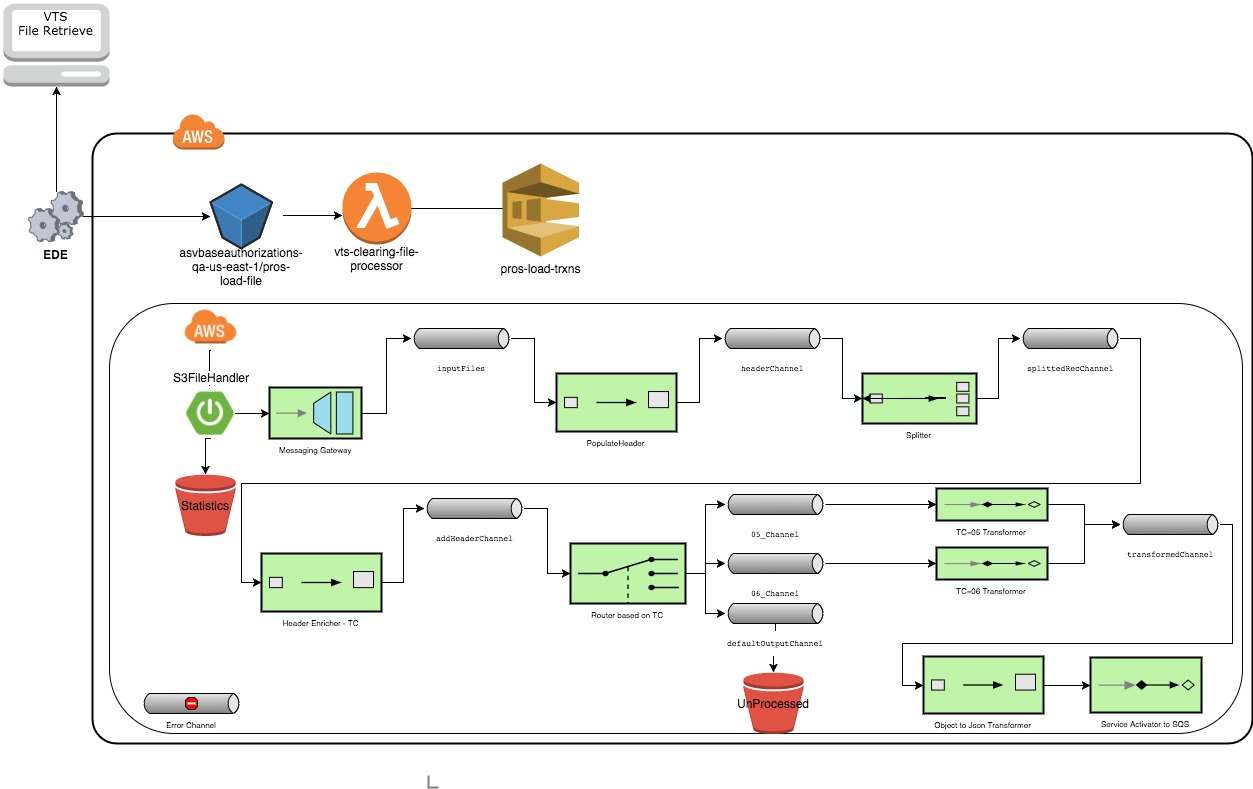 VTS
File Retrieve
AWS
EDE
asvbaseauthorizations-
qa-us-east-1/pros-
load-file
vts-clearing-file-
processor
pros-load-trxns
AWS
S3FileHandler
Messaging Gateway
inputFiles
PopulateHeader
headerChannel
Splitter
splittedRecChannel
Statistics
Header Enricher - TC
addHeaderChannel
Router based on TC
05_Channel
06_Channel
defaultOutputChannel
TC=05 Transformer
TC=06 Transformer
transformedChannel
UnProcessed
Object to Json Transformer
Service Activator to SQS
Error Channel